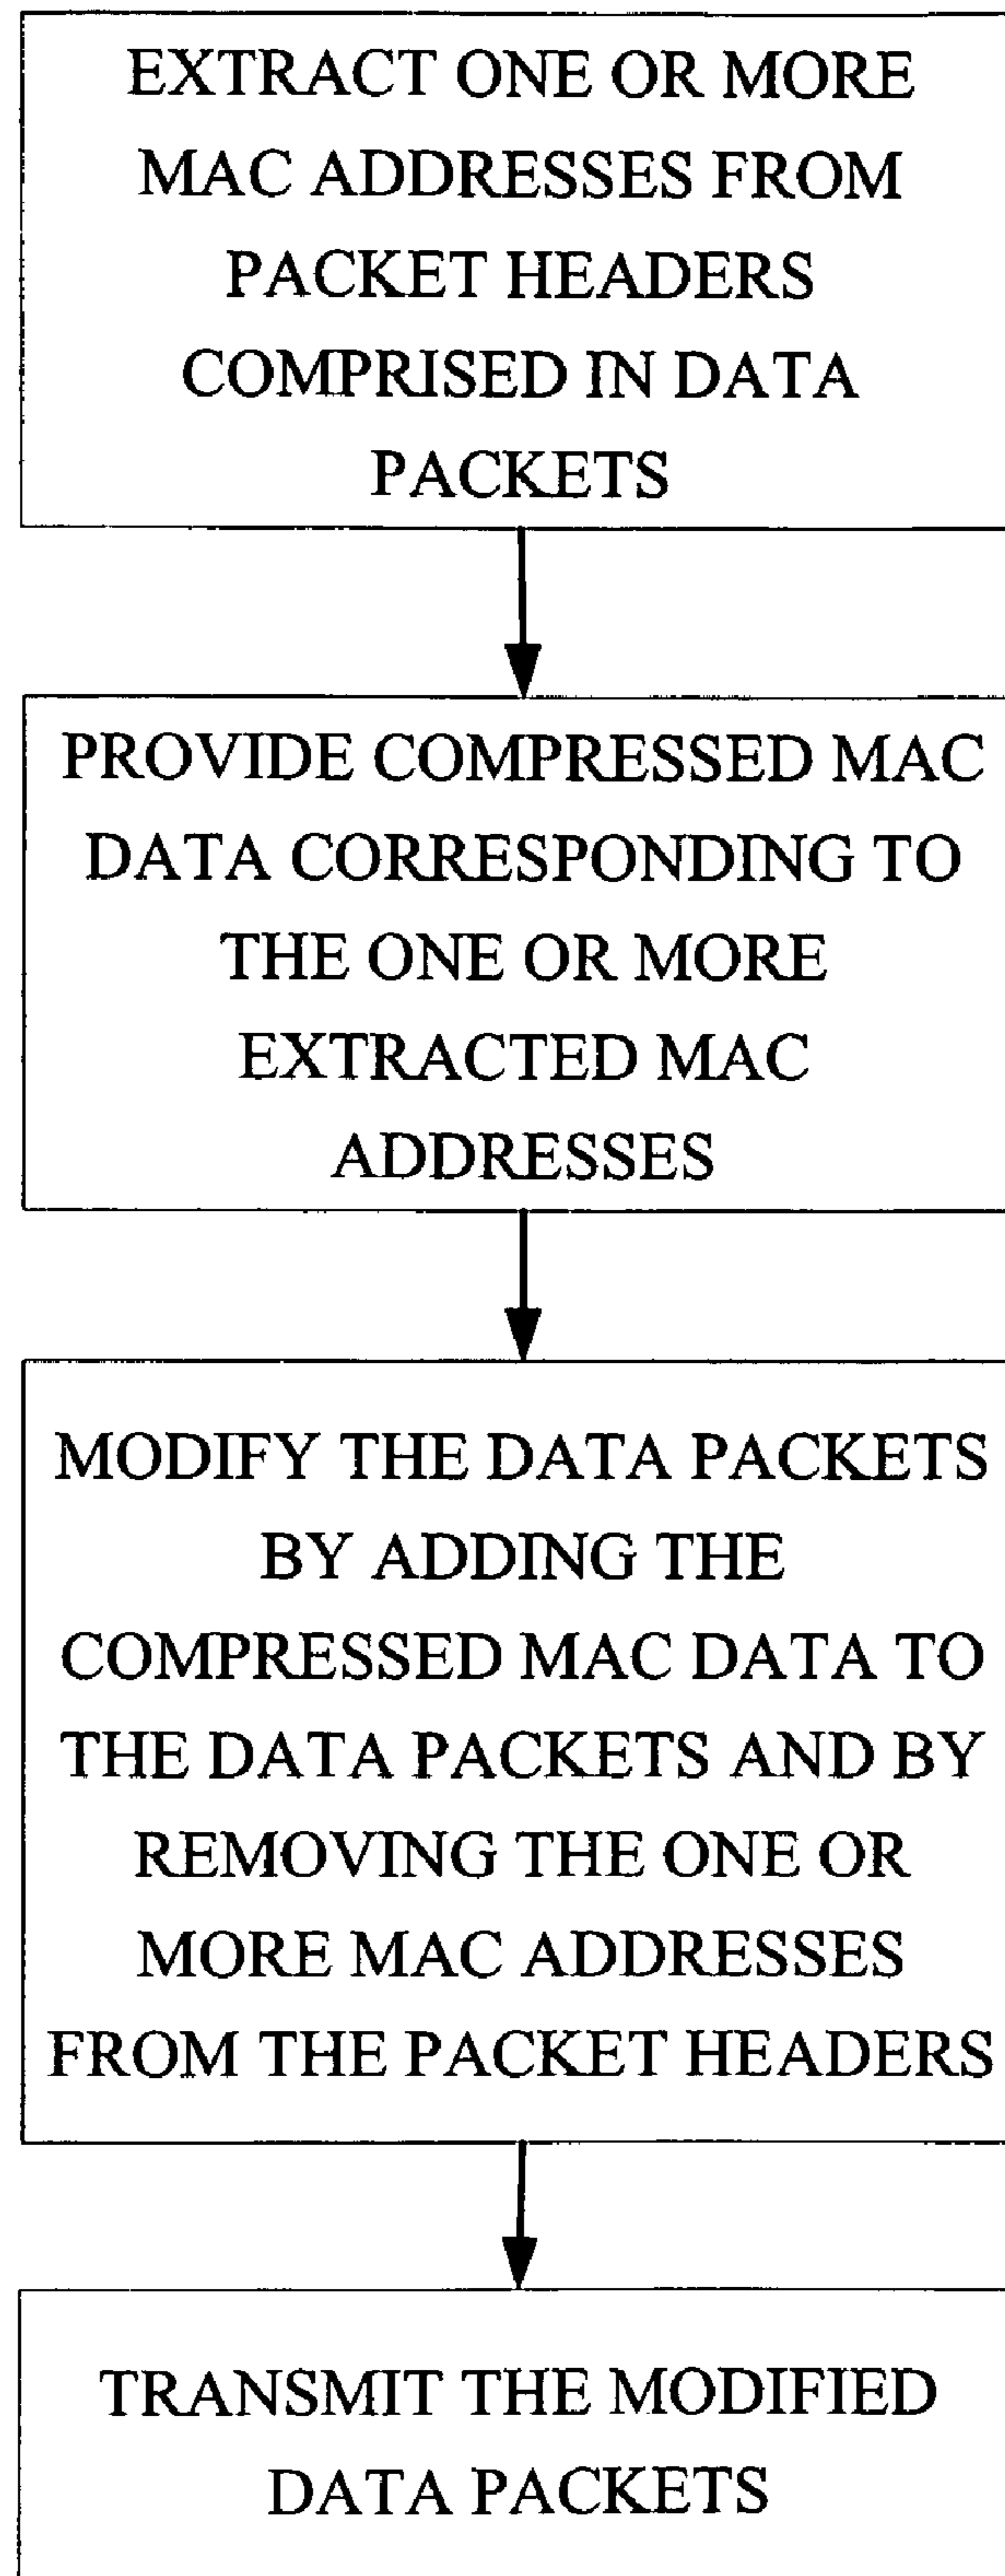 EXTRACT ONE OR MORE
MAC ADDRESSES FROM
PACKET HEADERS
COMPRISED IN DATA
PACKETS
PROVIDE COMPRESSED MAC
DATA CORRESPONDING TO
THE ONE OR MORE
EXTRACTED MAC
ADDRESSES
MODIFY THE DATA PACKETS
BY ADDING THE
COMPRESSED MAC DATA TO
THE DATA PACKETS AND BY
REMOVING THE ONE OR
MORE MAC ADDRESSES
FROM THE PACKET HEADERS
TRANSMIT THE MODIFIED
DATA PACKETS